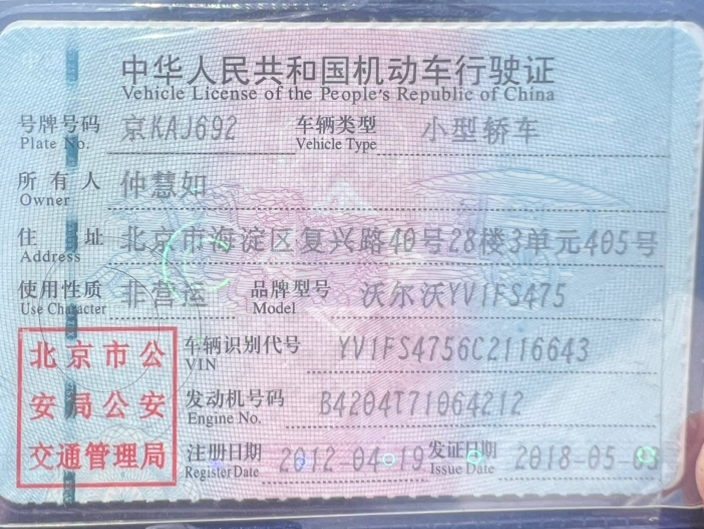 中华人民共和国机动车行驶证
Vehicle License of the People's Republic of China
号牌号码 京KAJ692 车辆类型 小型轿车
Plate No. Vehicle Type
所有人 仲慧如
Owner
住址 北京市海淀区复兴路40号28楼3单元405号
Address
使用性质 非营运 品牌型号 沃尔沃YV1FS475
Use Character Model
北京市公
安局公安
交通管理局
车辆识别代号 YV1FS4756C2116643
VIN
发动机号码 B4204T71064212
Engine No.
注册日期 2012-04-19 发证日期 2018-05-03
Register Date Issue Date